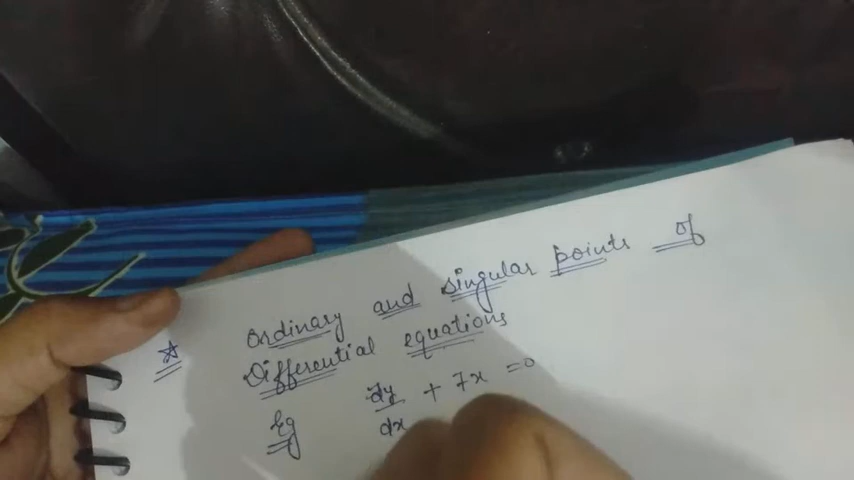 ☆ Ordinary and singular points of
Differential equations
Eg dy/dx + 7x = 0